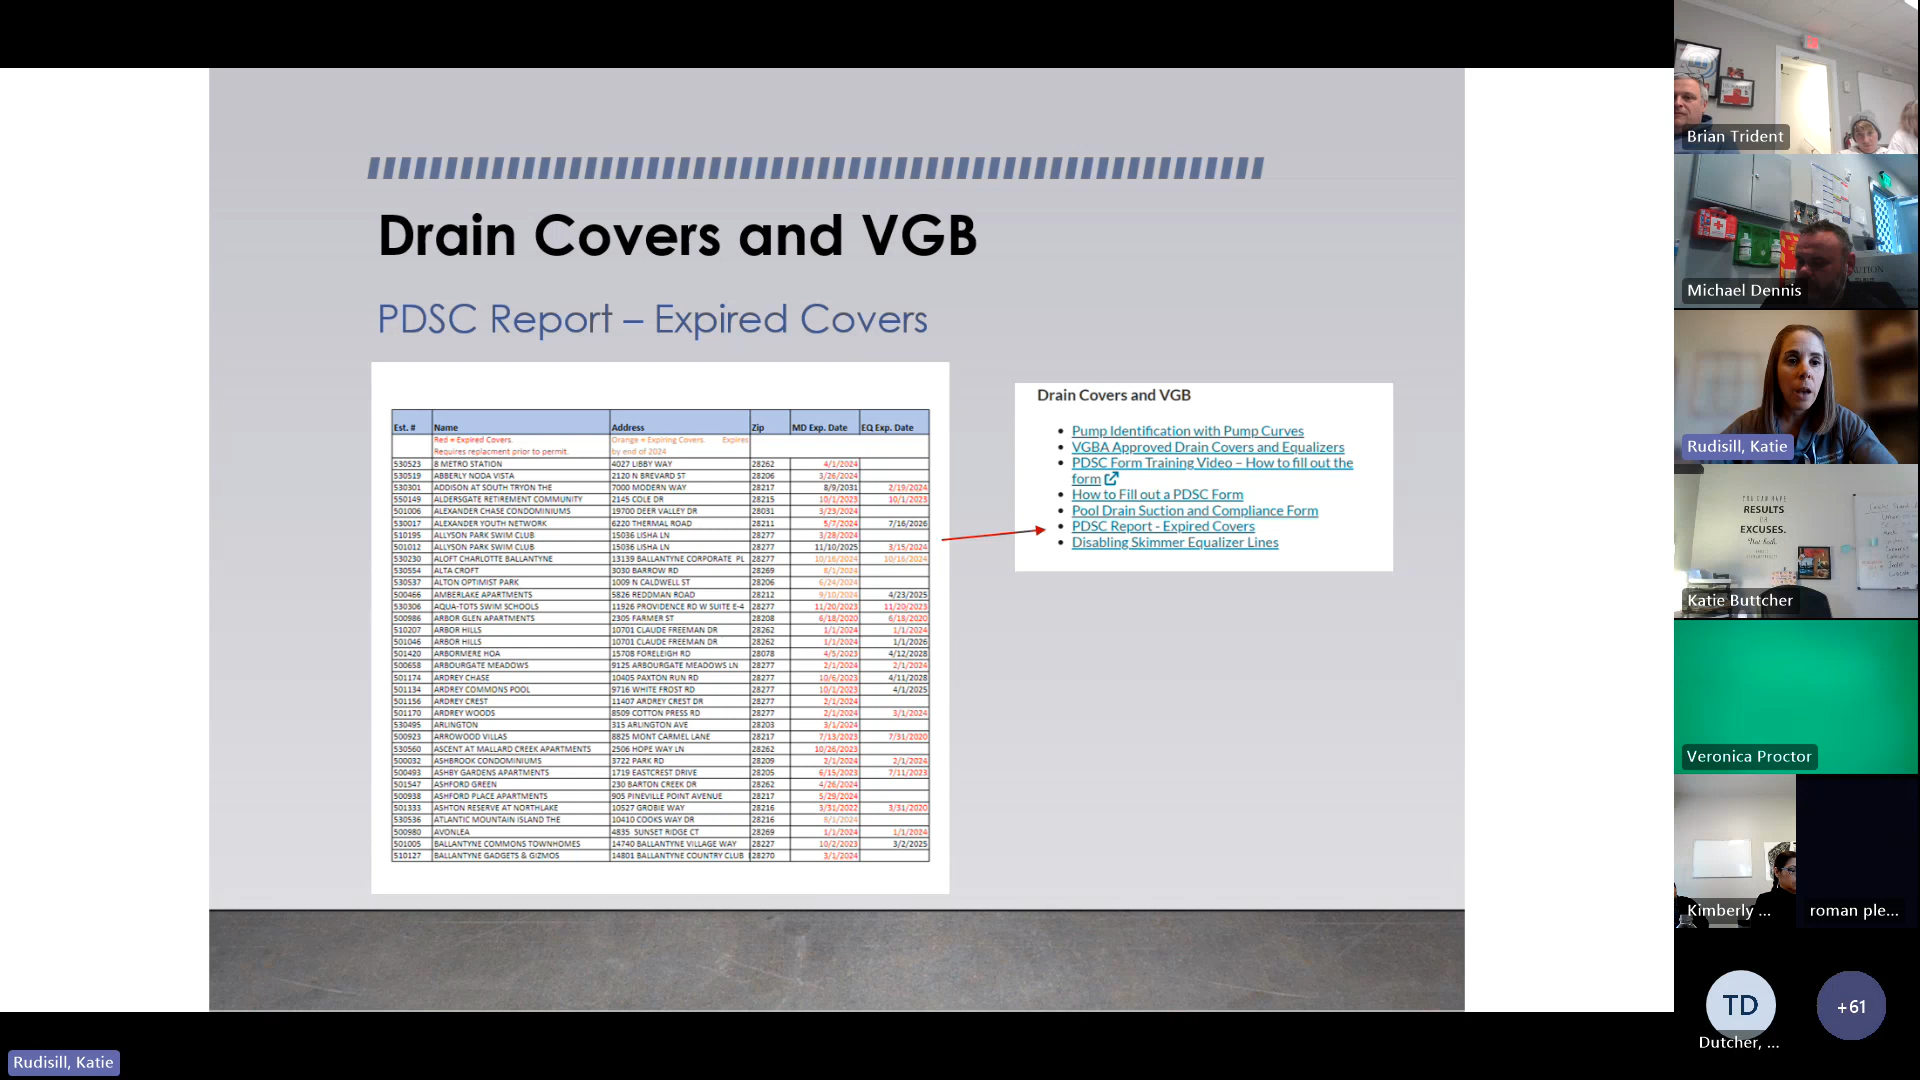 Drain Covers and VGB
PDSC Report – Expired Covers
Est. # Name Address Zip MD Exp. Date EQ Exp. Date
Red = Expired Covers. Orange = Expiring Covers. Expires
Requires replacment prior to permit. by end of 2024
530523 8 METRO STATION 4027 LIBBY WAY 28262 4/1/2024
530519 ABBERLY NODA VISTA 2120 N BREVARD ST 28206 3/26/2024
530301 ADDISON AT SOUTH TRYON THE 7000 MODERN WAY 28217 8/9/2031 2/19/2024
550149 ALDERSGATE RETIREMENT COMMUNITY 2145 COLE DR 28215 10/1/2023 10/1/2023
501006 ALEXANDER CHASE CONDOMINIUMS 19700 DEER VALLEY DR 28031 3/23/2024
530017 ALEXANDER YOUTH NETWORK 6220 THERMAL ROAD 28211 5/7/2024 7/16/2026
510195 ALLYSON PARK SWIM CLUB 15036 LISHA LN 28277 3/28/2024
501012 ALLYSON PARK SWIM CLUB 15036 LISHA LN 28277 11/10/2025 3/15/2024
530230 ALOFT CHARLOTTE BALLANTYNE 13139 BALLANTYNE CORPORATE PL 28277 10/16/2024 10/16/2024
530554 ALTA CROFT 3030 BARROW RD 28269 8/1/2024
530537 ALTON OPTIMIST PARK 1009 N CALDWELL ST 28206 6/24/2024
500466 AMBERLAKE APARTMENTS 5826 REDDMAN ROAD 28212 9/10/2024 4/23/2025
530306 AQUA-TOTS SWIM SCHOOLS 11926 PROVIDENCE RD W SUITE E-4 28277 11/20/2023 11/20/2023
500986 ARBOR GLEN APARTMENTS 2305 FARMER ST 28208 6/18/2020 6/18/2020
510207 ARBOR HILLS 10701 CLAUDE FREEMAN DR 28262 1/1/2024 1/1/2024
501046 ARBOR HILLS 10701 CLAUDE FREEMAN DR 28262 1/1/2024 1/1/2026
501420 ARBORMERE HOA 15708 FORELEIGH RD 28078 4/5/2023 4/12/2028
500658 ARBOURGATE MEADOWS 9125 ARBOURGATE MEADOWS LN 28277 2/1/2024 2/1/2024
501174 ARDREY CHASE 10405 PAXTON RUN RD 28277 10/6/2023 4/11/2028
501134 ARDREY COMMONS POOL 9716 WHITE FROST RD 28277 10/1/2023 4/1/2025
501156 ARDREY CREST 11407 ARDREY CREST DR 28277 2/1/2024
501170 ARDREY WOODS 8509 COTTON PRESS RD 28277 2/1/2024 3/1/2024
530495 ARLINGTON 315 ARLINGTON AVE 28203 3/1/2024
500923 ARROWOOD VILLAS 8825 MONT CARMEL LANE 28217 7/13/2023 7/31/2020
530560 ASCENT AT MALLARD CREEK APARTMENTS 2506 HOPE WAY LN 28262 10/26/2023
500032 ASHBROOK CONDOMINIUMS 3722 PARK RD 28209 2/1/2024 2/1/2024
500493 ASHBY GARDENS APARTMENTS 1719 EASTCREST DRIVE 28205 6/15/2023 7/11/2023
501547 ASHFORD GREEN 230 BARTON CREEK DR 28262 4/26/2024
500938 ASHFORD PLACE APARTMENTS 905 PINEVILLE POINT AVENUE 28217 5/29/2024
501333 ASHTON RESERVE AT NORTHLAKE 10527 GROBIE WAY 28216 3/31/2022 3/31/2020
530536 ATLANTIC MOUNTAIN ISLAND THE 10410 COOKS WAY DR 28216 8/1/2024
500980 AVONLEA 4835 SUNSET RIDGE CT 28269 1/1/2024 1/1/2024
501005 BALLANTYNE COMMONS TOWNHOMES 14740 BALLANTYNE VILLAGE WAY 28227 10/2/2023 3/2/2025
510127 BALLANTYNE GADGETS & GIZMOS 14801 BALLANTYNE COUNTRY CLUB 28270 3/1/2024
Drain Covers and VGB
• Pump Identification with Pump Curves
• VGBA Approved Drain Covers and Equalizers
• PDSC Form Training Video – How to fill out the
form
• How to Fill out a PDSC Form
• Pool Drain Suction and Compliance Form
• PDSC Report - Expired Covers
• Disabling Skimmer Equalizer Lines
Brian Trident
Michael Dennis
Rudisill, Katie
YOU CAN HAVE
RESULTS
OR
EXCUSES.
Not both.
Katie Buttcher
Veronica Proctor
Kimberly ...
roman ple...
TD
Dutcher, ...
+61
Rudisill, Katie